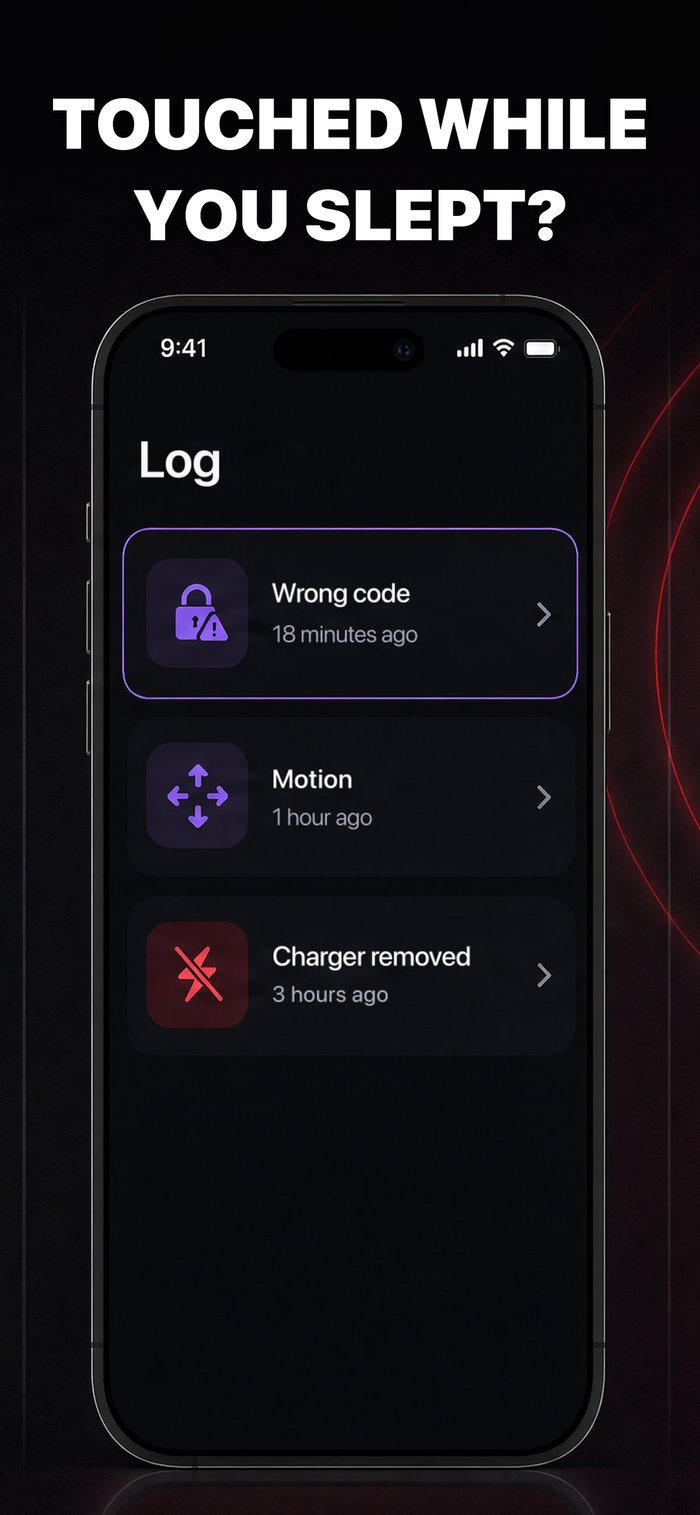 TOUCHED WHILE
YOU SLEPT?
9:41
Log
Wrong code
18 minutes ago
Motion
1 hour ago
Charger removed
3 hours ago